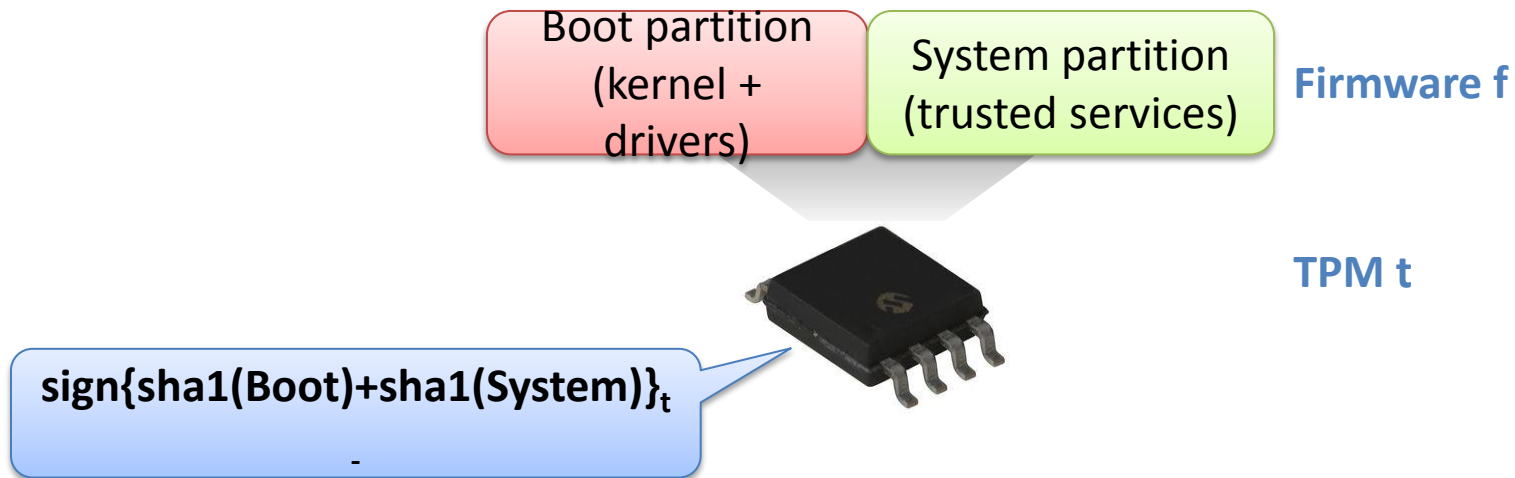 Boot partition
(kernel +
drivers)
System partition
(trusted services)
Firmware f
TPM t
sign{sha1(Boot)+sha1(System)}t
-